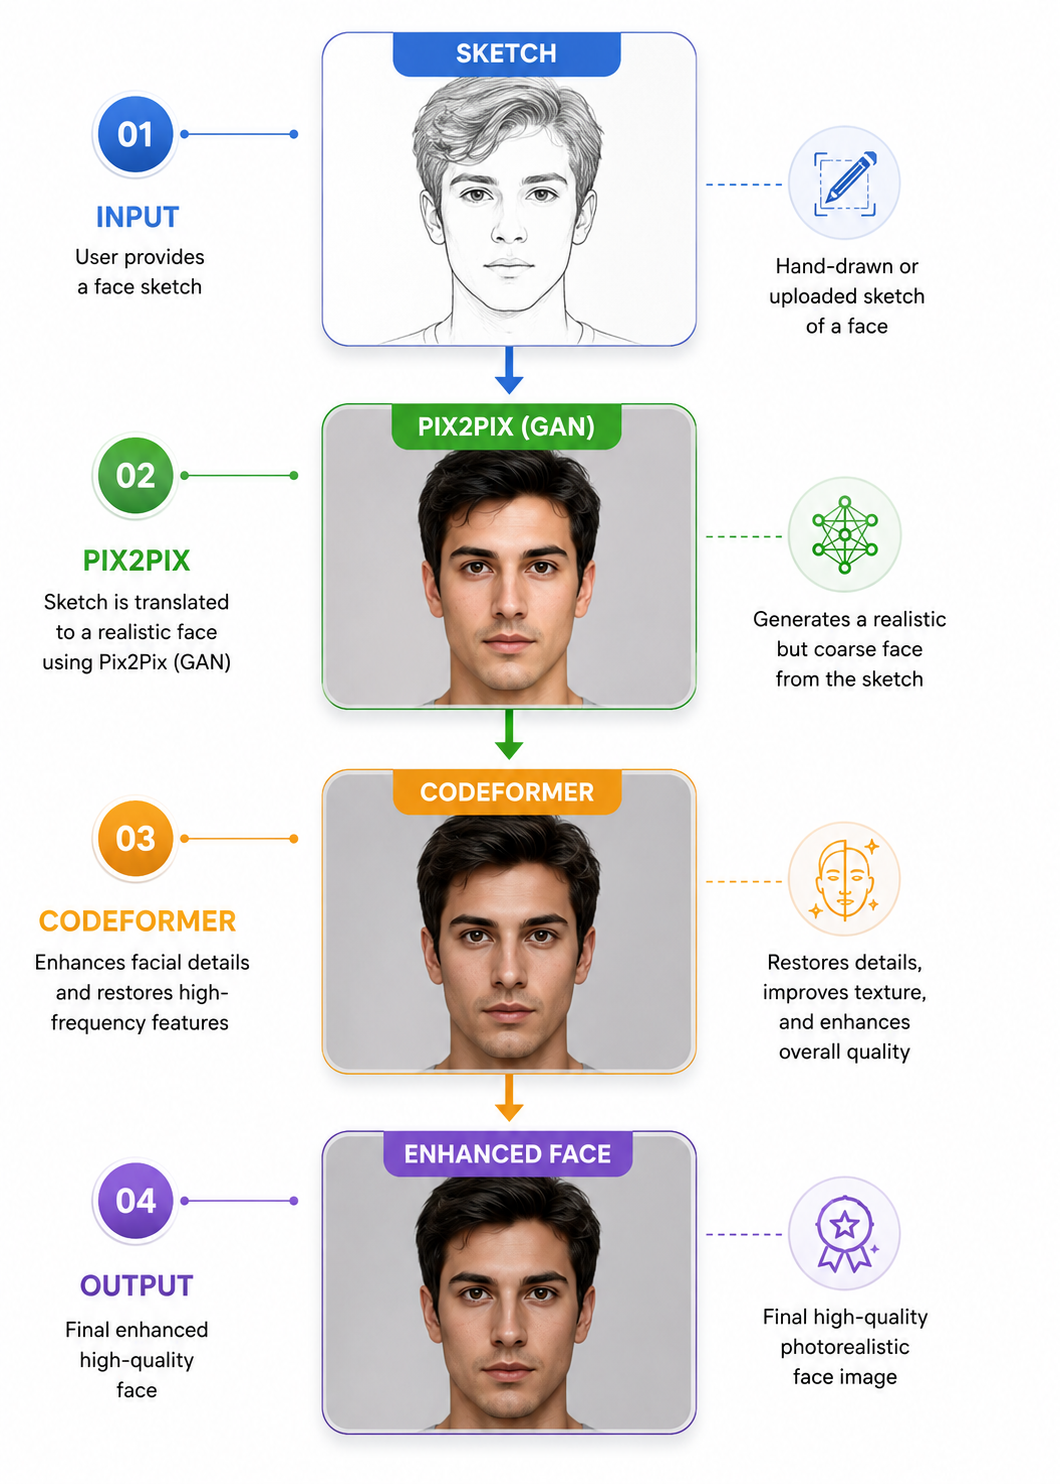 SKETCH
01
INPUT
User provides
a face sketch
Hand-drawn or
uploaded sketch
of a face
PIX2PIX (GAN)
02
PIX2PIX
Sketch is translated
to a realistic face
using Pix2Pix (GAN)
Generates a realistic
but coarse face
from the sketch
CODEFORMER
03
CODEFORMER
Enhances facial details
and restores high-
frequency features
Restores details,
improves texture,
and enhances
overall quality
ENHANCED FACE
04
OUTPUT
Final enhanced
high-quality
face
Final high-quality
photorealistic
face image